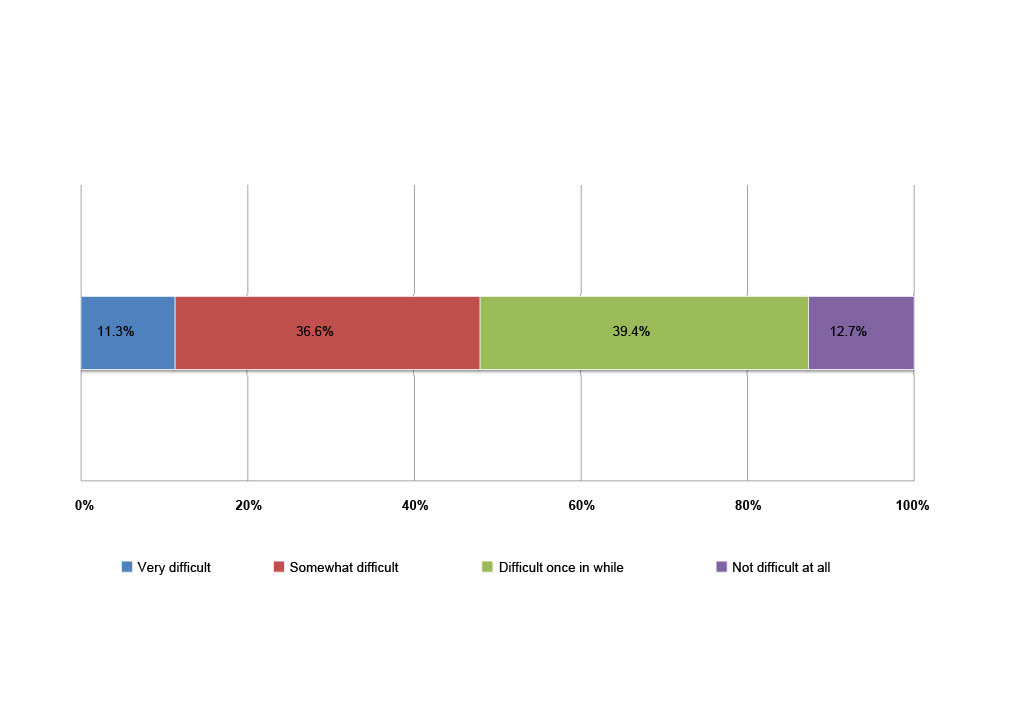 11.3% 36.6% 39.4% 12.7%
0% 20% 40% 60% 80% 100%
Very difficult Somewhat difficult Difficult once in while Not difficult at all